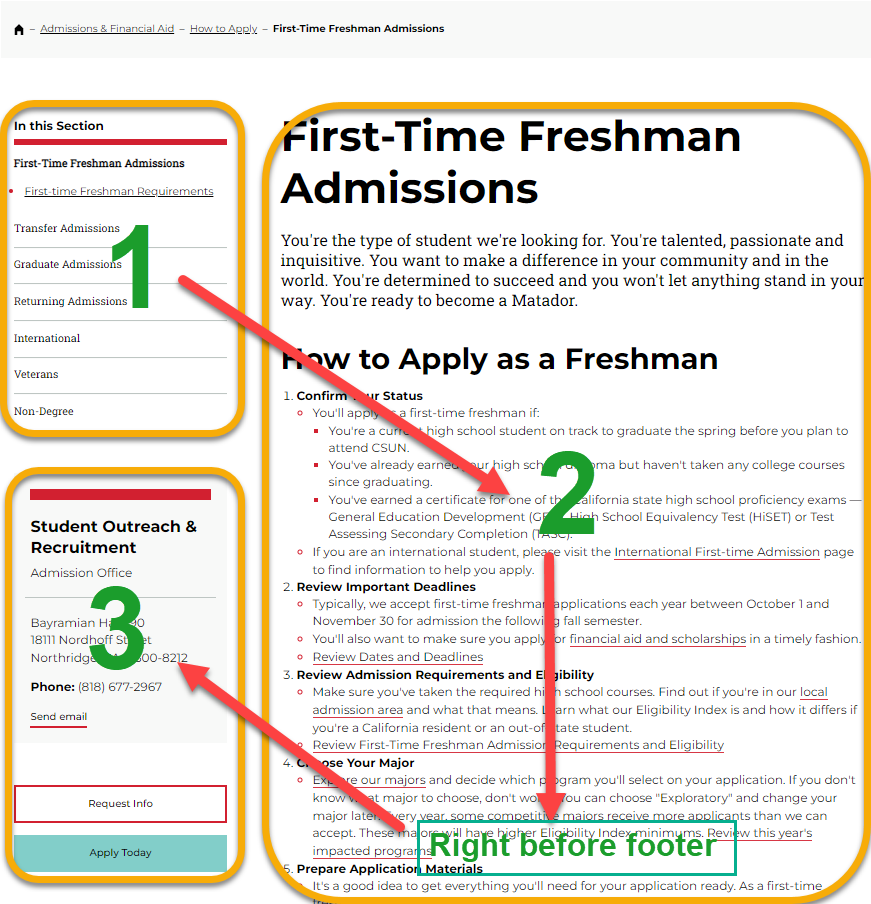 – Admissions & Financial Aid – How to Apply – First-Time Freshman Admissions
In this Section
First-Time Freshman Admissions
First-time Freshman Requirements
Transfer Admissions
Graduate Admissions
Returning Admissions
International
Veterans
Non-Degree
1
First-Time Freshman
Admissions
You're the type of student we're looking for. You're talented, passionate and
inquisitive. You want to make a difference in your community and in the
world. You're determined to succeed and you won't let anything stand in your
way. You're ready to become a Matador.
How to Apply as a Freshman
1. Confirm Your Status
You'll apply as a first-time freshman if:
You're a current high school student on track to graduate the spring before you plan to
attend CSUN.
You've already earned your high school diploma but haven't taken any college courses
since graduating.
You've earned a certificate for one of the California state high school proficiency exams —
General Education Development (GED), High School Equivalency Test (HiSET) or Test
Assessing Secondary Completion (TASC).
If you are an international student, please visit the International First-time Admission page
to find information to help you apply.
2. Review Important Deadlines
Typically, we accept first-time freshman applications each year between October 1 and
November 30 for admission the following fall semester.
You'll also want to make sure you apply for financial aid and scholarships in a timely fashion.
Review Dates and Deadlines
3. Review Admission Requirements and Eligibility
Make sure you've taken the required high school courses. Find out if you're in our local
admission area and what that means. Learn what our Eligibility Index is and how it differs if
you're a California resident or an out-of-state student.
Review First-Time Freshman Admission Requirements and Eligibility
4. Choose Your Major
Explore our majors and decide which program you'll select on your application. If you don't
know what major to choose, don't worry. You can choose "Exploratory" and change your
major later. Every year, some competitive majors receive more applicants than we can
accept. These majors will have higher Eligibility Index minimums. Review this year's
impacted programs
5. Prepare Application Materials
It's a good idea to get everything you'll need for your application ready. As a first-time
2
Right before footer
Student Outreach &
Recruitment
Admission Office
Bayramian Hall 190
18111 Nordhoff Street
Northridge, 8212
Phone: (818) 677-2967
Send email
3
Request Info
Apply Today